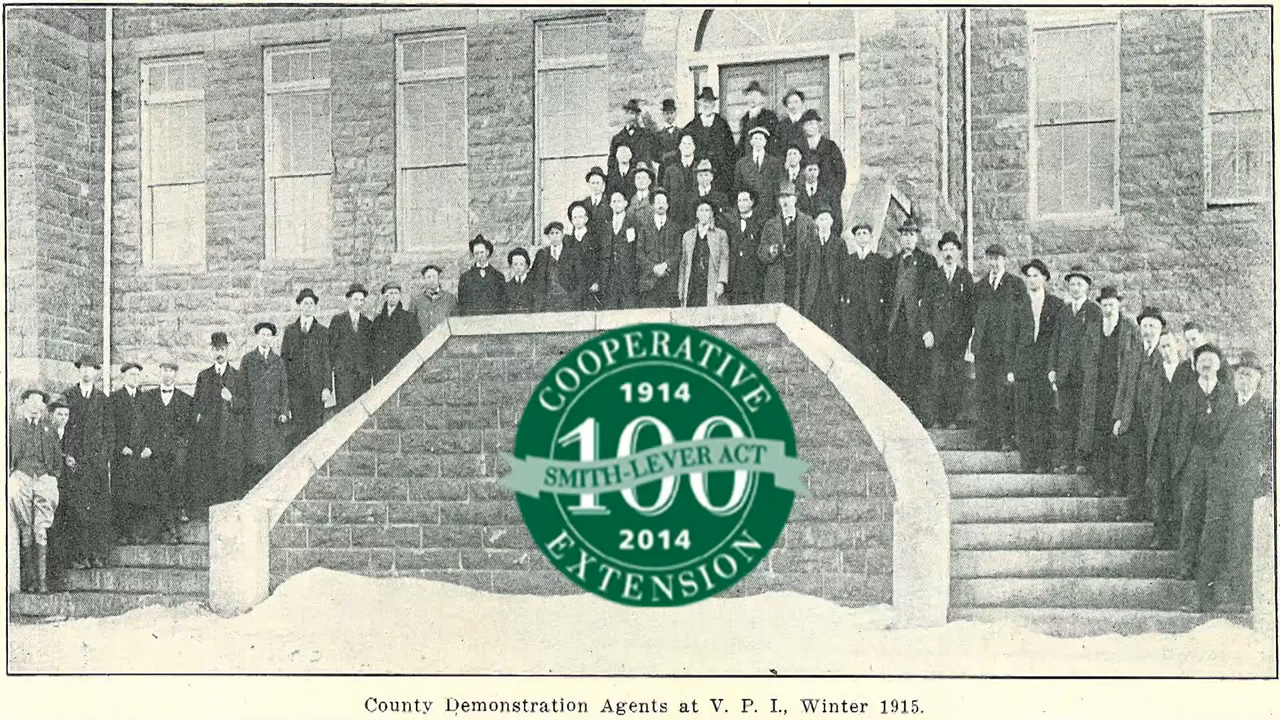 COOPERATIVE
1914
100
SMITH-LEVER ACT
2014
EXTENSION
County Demonstration Agents at V. P. I., Winter 1915.